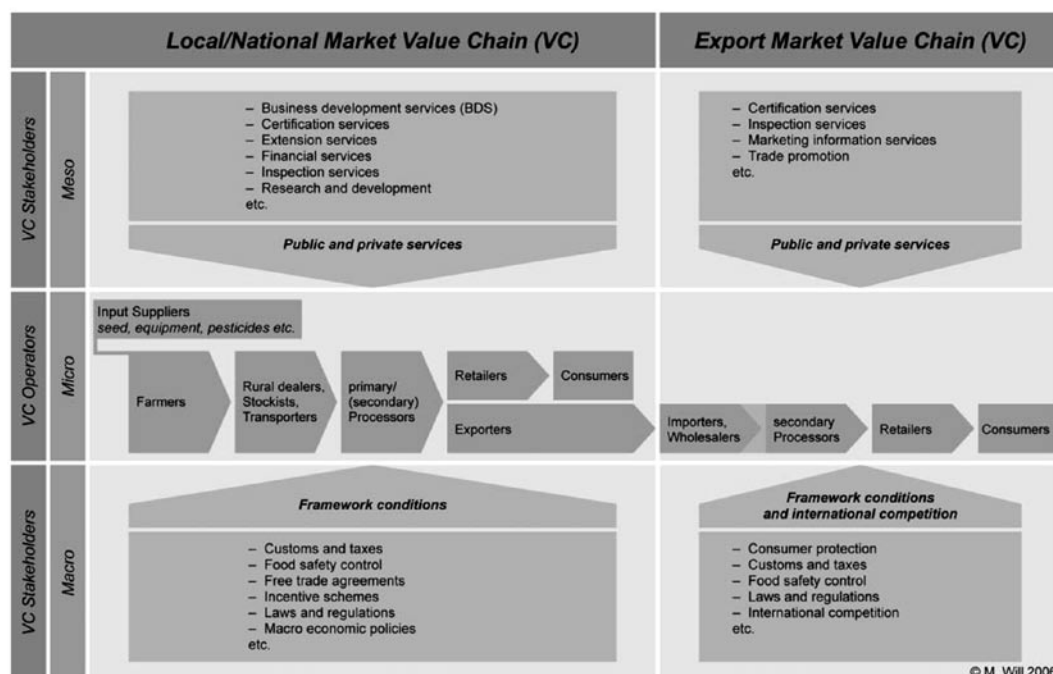 Local/National Market Value Chain (VC)
Export Market Value Chain (VC)
VC Stakeholders
Meso
– Business development services (BDS)
– Certification services
– Extension services
– Financial services
– Inspection services
– Research and development
etc.
Public and private services
– Certification services
– Inspection services
– Marketing information services
– Trade promotion
etc.
Public and private services
VC Operators
Micro
Input Suppliers
seed, equipment, pesticides etc.
Farmers
Rural dealers,
Stockists,
Transporters
primary/
(secondary)
Processors
Retailers
Consumers
Exporters
Importers,
Wholesalers
secondary
Processors
Retailers
Consumers
VC Stakeholders
Macro
Framework conditions
– Customs and taxes
– Food safety control
– Free trade agreements
– Incentive schemes
– Laws and regulations
– Macro economic policies
etc.
Framework conditions
and international competition
– Consumer protection
– Customs and taxes
– Food safety control
– Laws and regulations
– International competition
etc.
© M. Will 2006